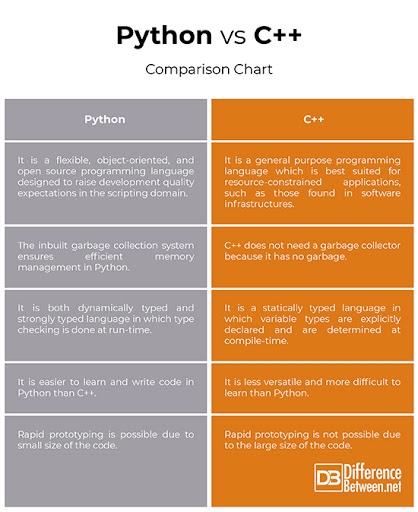 Python vs C++
Comparison Chart
Python
C++
It is a flexible, object-oriented, and
open source programming language
designed to raise development quality
expectations in the scripting domain.
It is a general purpose programming
language which is best suited for
resource-constrained applications,
such as those found in software
infrastructures.
The inbuilt garbage collection system
ensures efficient memory
management in Python.
C++ does not need a garbage collector
because it has no garbage.
It is both dynamically typed and
strongly typed language in which type
checking is done at run-time.
It is a statically typed language in
which variable types are explicitly
declared and are determined at
compile-time.
It is easier to learn and write code in
Python than C++.
It is less versatile and more difficult to
learn than Python.
Rapid prototyping is possible due to
small size of the code.
Rapid prototyping is not possible due
to the large size of the code.
DB Difference
Between.net